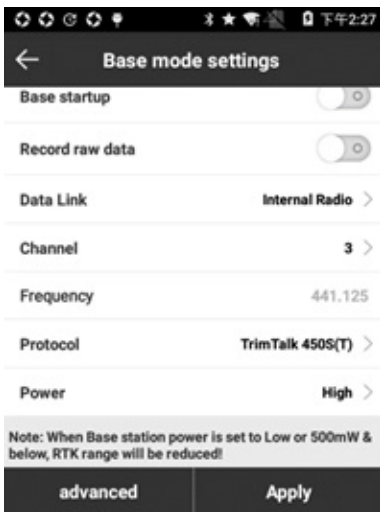 下午2:27
Base mode settings
Base startup
Record raw data
Data Link Internal Radio
Channel 3
Frequency 441.125
Protocol TrimTalk 450S(T)
Power High
Note: When Base station power is set to Low or 500mW &
below, RTK range will be reduced!
advanced Apply